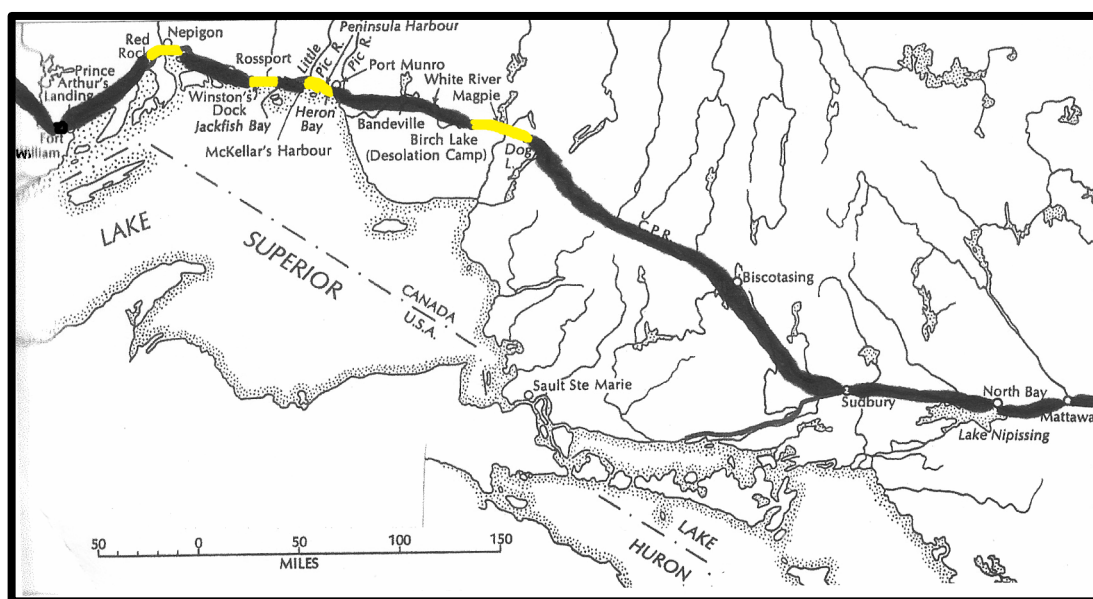 Peninsula Harbour
Nepigon
Red
Rock
Little
Pic R.
Pic R.
Rossport
Port Munro
Prince
Arthur's
Landing
White River
Magpie
Winston's
Dock
Jackfish Bay
Heron
Bay
Bandeville
Birch Lake
(Desolation Camp)
Dog
L.
McKellar's Harbour
Fort
William
LAKE
SUPERIOR
C.P.R.
CANADA
U.S.A.
Biscotasing
Sault Ste Marie
Sudbury
North Bay
Mattawa
Lake Nipissing
LAKE
HURON
50 0 50 100 150
MILES